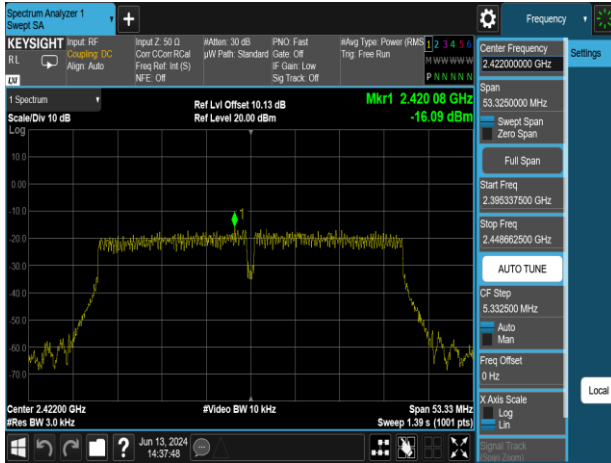 Spectrum Analyzer 1
Swept SA
Frequency
KEYSIGHT
RL
Input: RF
Coupling: DC
Align: Auto
Input Z: 50 Ω
Corr CCorr RCal
Freq Ref: Int (S)
NFE: Off
#Atten: 30 dB
µW Path: Standard
PNO: Fast
Gate: Off
IF Gain: Low
Sig Track: Off
#Avg Type: Power (RMS
Trig: Free Run
1 2 3 4 5 6
M W W W W W
P N N N N N
Center Frequency
2.422000000 GHz
Settings
Span
53.3250000 MHz
Swept Span
Zero Span
Full Span
Start Freq
2.395337500 GHz
Stop Freq
2.448662500 GHz
AUTO TUNE
CF Step
5.332500 MHz
Auto
Man
Freq Offset
0 Hz
X Axis Scale
Log
Lin
Signal Track
(Span Zoom)
Local
1 Spectrum
Scale/Div 10 dB
Ref Lvl Offset 10.13 dB
Ref Level 20.00 dBm
Mkr1 2.420 08 GHz
-16.09 dBm
Log
10.0
0.00
-10.0
-20.0
-30.0
-40.0
-50.0
-60.0
-70.0
1
Center 2.42200 GHz
#Res BW 3.0 kHz
#Video BW 10 kHz
Span 53.33 MHz
Sweep 1.39 s (1001 pts)
?
Jun 13, 2024
14:37:48